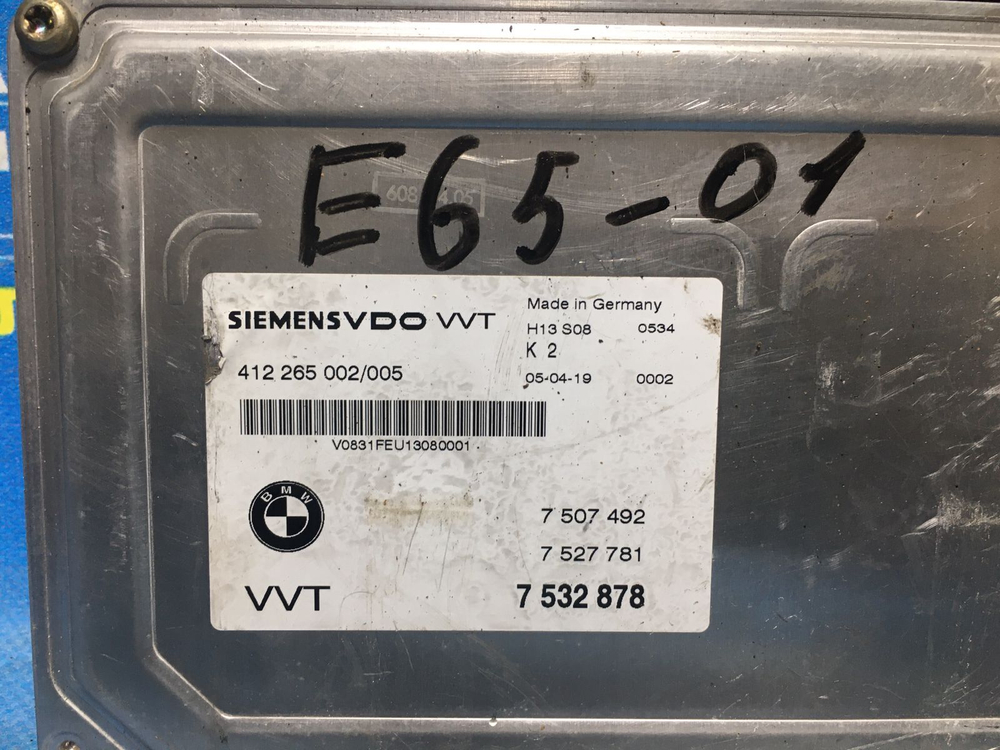 E65-01
SIEMENSVDO VVT
Made in Germany
H13 S08 0534
K 2
412 265 002/005
05-04-19 0002
V0831FEU13080001
BMW
7 507 492
7 527 781
VVT 7 532 878